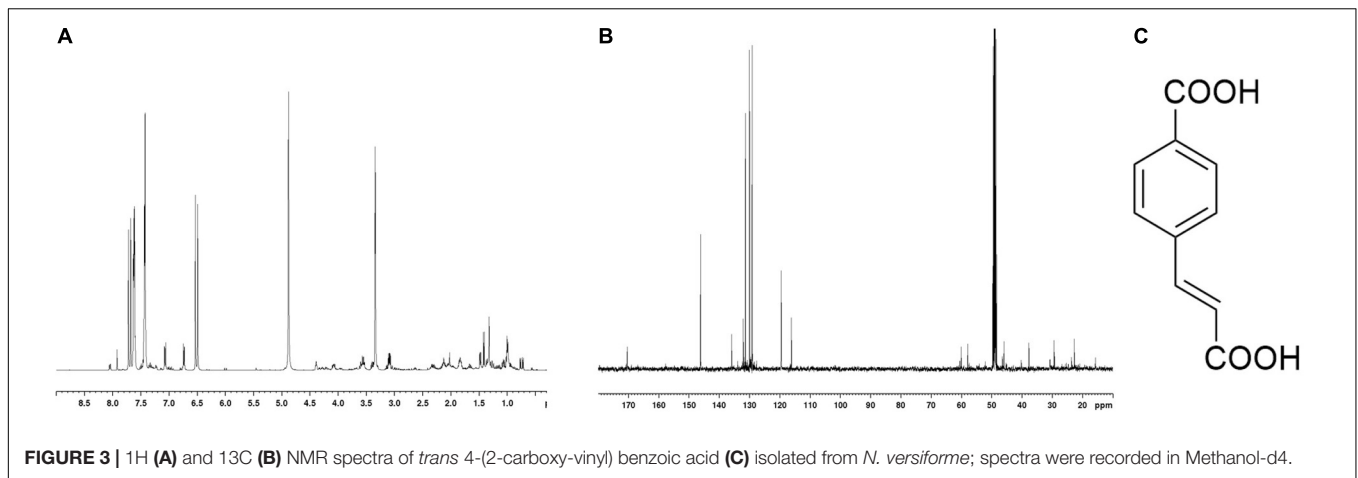 A
B
C
COOH
COOH
8.5 8.0 7.5 7.0 6.5 6.0 5.5 5.0 4.5 4.0 3.5 3.0 2.5 2.0 1.5 1.0
170 160 150 140 130 120 110 100 90 80 70 60 50 40 30 20 ppm
FIGURE 3 | 1H (A) and 13C (B) NMR spectra of trans 4-(2-carboxy-vinyl) benzoic acid (C) isolated from N. versiforme; spectra were recorded in Methanol-d4.